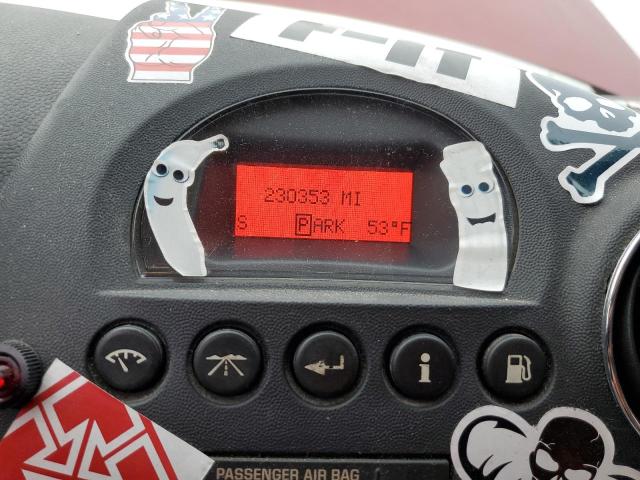 230353 MI
S PARK 53°F
PASSENGER AIR BAG